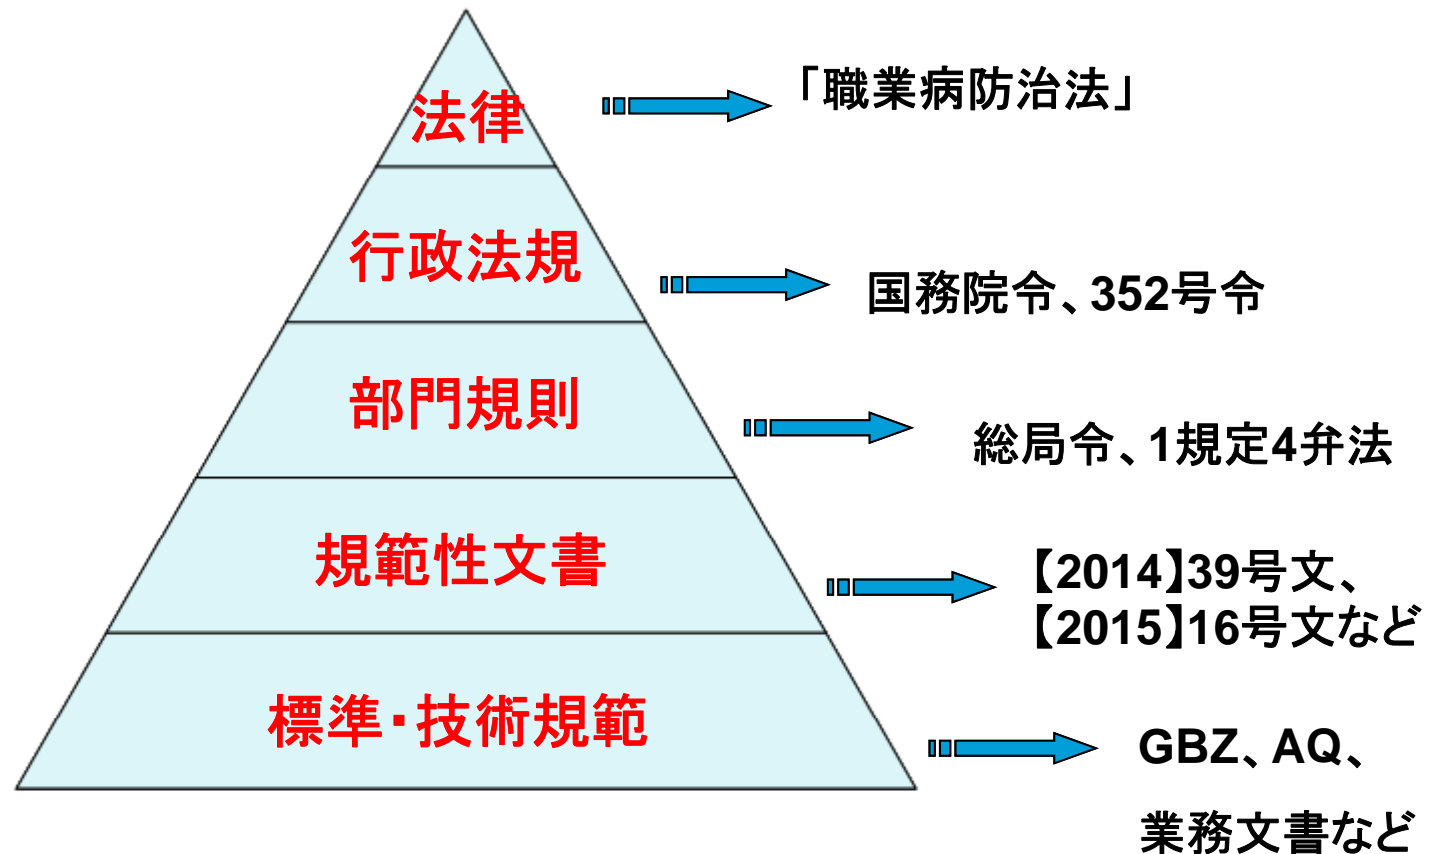 法律
「職業病防治法」
行政法規
国務院令、352号令
部門規則
総局令、1規定4弁法
規範性文書
【2014】39号文、
【2015】16号文など
標準・技術規範
GBZ、AQ、
業務文書など